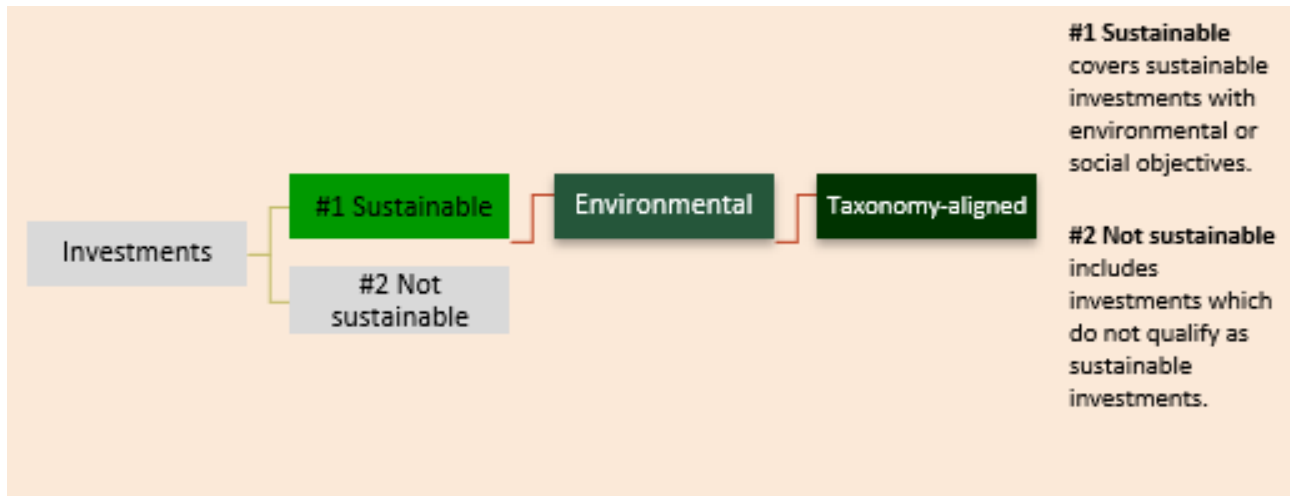 Investments
#1 Sustainable
#2 Not
sustainable
Environmental
Taxonomy-aligned
#1 Sustainable
covers sustainable
investments with
environmental or
social objectives.
#2 Not sustainable
includes
investments which
do not qualify as
sustainable
investments.